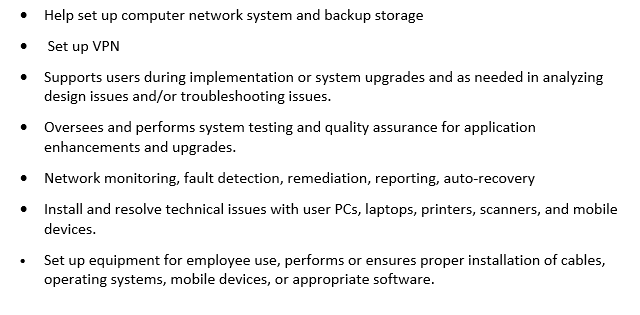 • Help set up computer network system and backup storage
• Set up VPN
• Supports users during implementation or system upgrades and as needed in analyzing
design issues and/or troubleshooting issues.
• Oversees and performs system testing and quality assurance for application
enhancements and upgrades.
• Network monitoring, fault detection, remediation, reporting, auto-recovery
• Install and resolve technical issues with user PCs, laptops, printers, scanners, and mobile
devices.
• Set up equipment for employee use, performs or ensures proper installation of cables,
operating systems, mobile devices, or appropriate software.